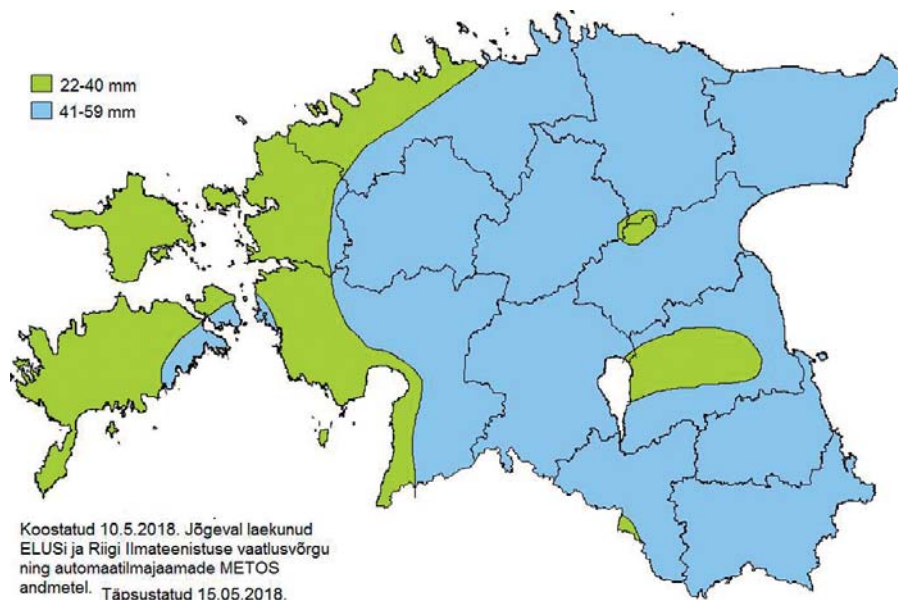 22-40 mm
41-59 mm
Koostatud 10.5.2018. Jõgeval laekunud
ELUSi ja Riigi Ilmateenistuse vaatlusvõrgu
ning automaatilmajaamade METOS
andmetel. Täpsustatud 15.05.2018.